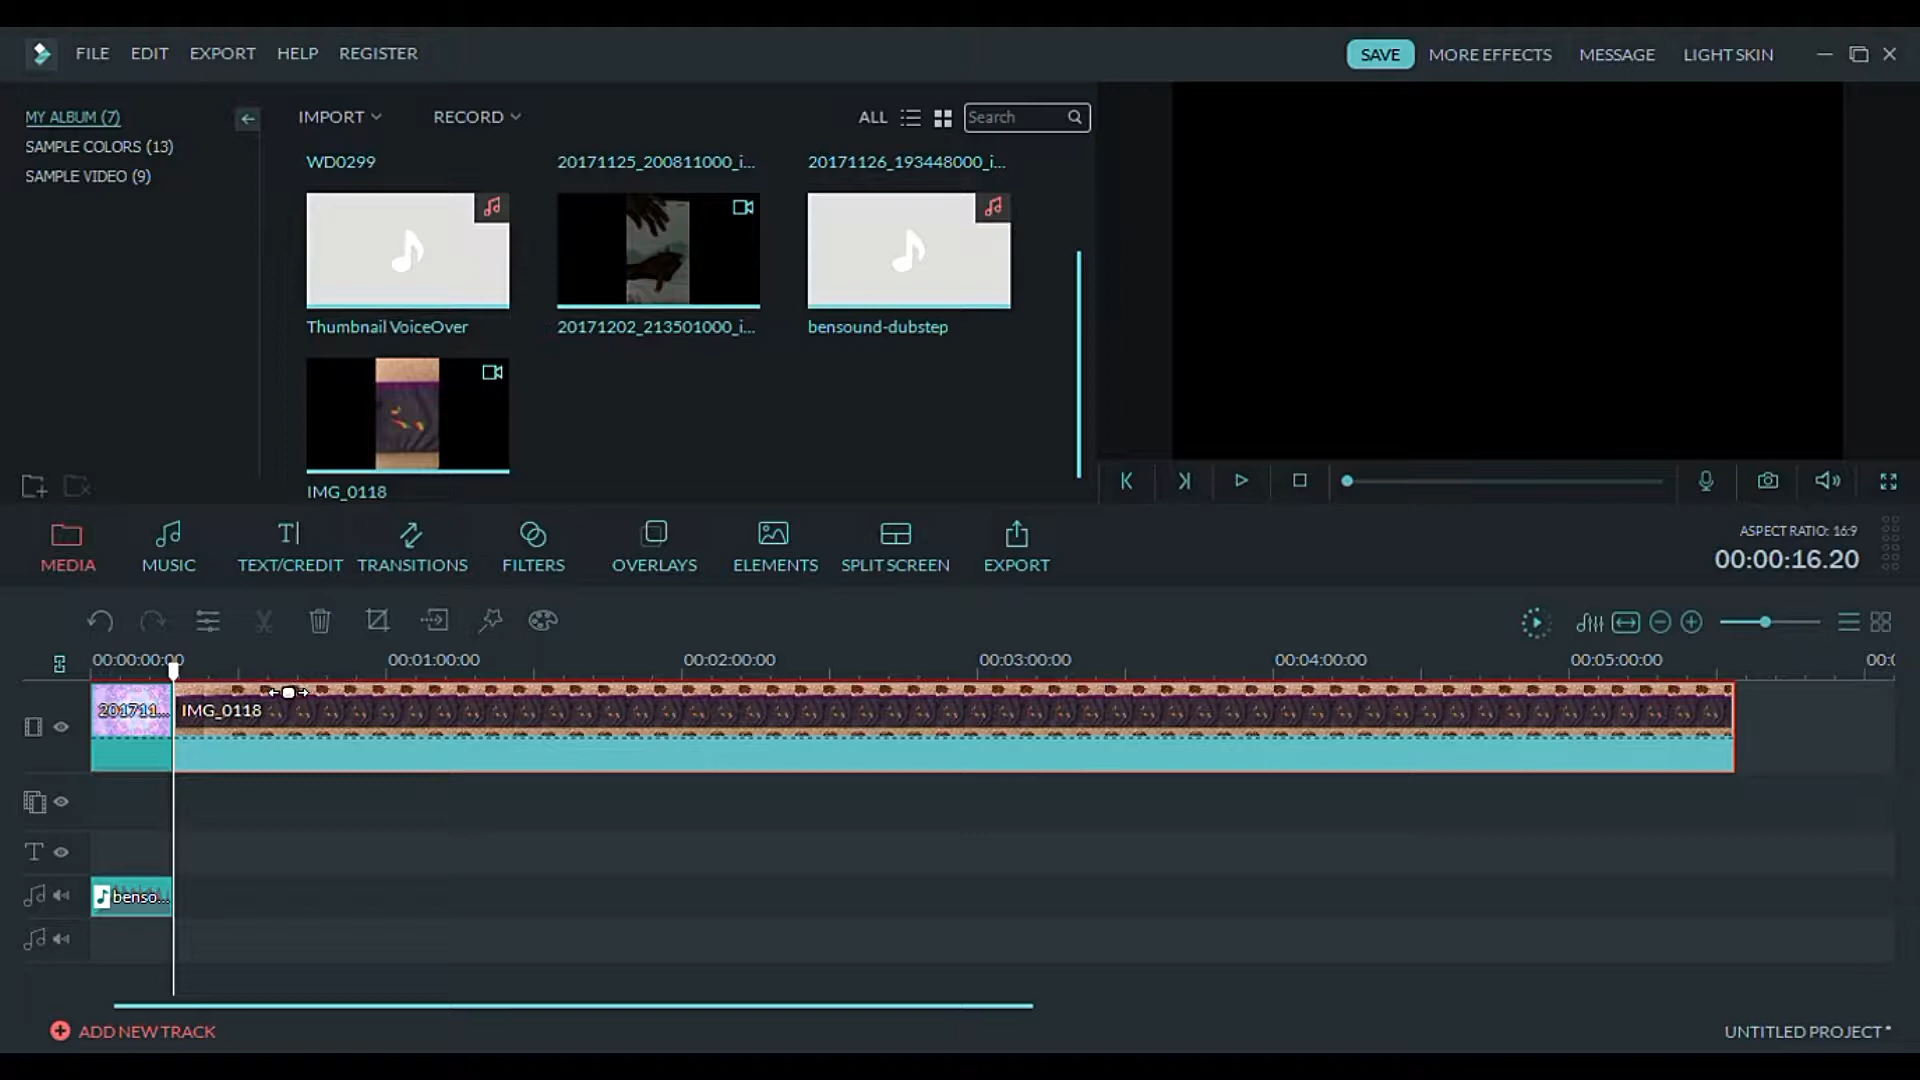 FILE EDIT EXPORT HELP REGISTER
SAVE MORE EFFECTS MESSAGE LIGHT SKIN
MY ALBUM (7)
SAMPLE COLORS (13)
SAMPLE VIDEO (9)
IMPORT RECORD ALL Search
WD0299 20171125_200811000_i... 20171126_193448000_i...
Thumbnail VoiceOver 20171202_213501000_i... bensound-dubstep
IMG_0118
MEDIA MUSIC TEXT/CREDIT TRANSITIONS FILTERS OVERLAYS ELEMENTS SPLIT SCREEN EXPORT
ASPECT RATIO: 16:9
00:00:16.20
00:00:00:00 00:01:00:00 00:02:00:00 00:03:00:00 00:04:00:00 00:05:00:00 00:0
201711... IMG_0118
benso...
ADD NEW TRACK
UNTITLED PROJECT*